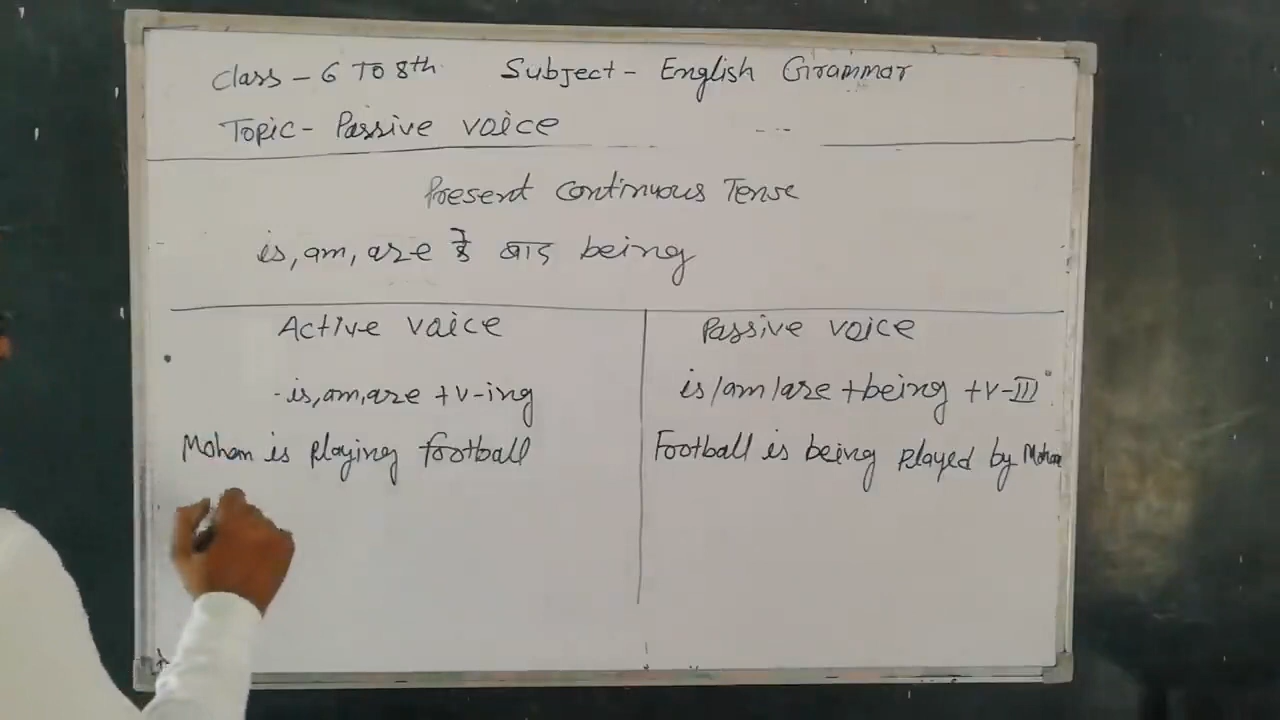 Class - 6 TO 8th Subject - English Grammar
Topic - Passive voice
Present Continuous Tense
is, am, are के बाद being
Active vaice
Passive voice
- is, am, are + v-ing
is/am/are + being + v-III
Mohan is playing football
Football is being played by Mohan